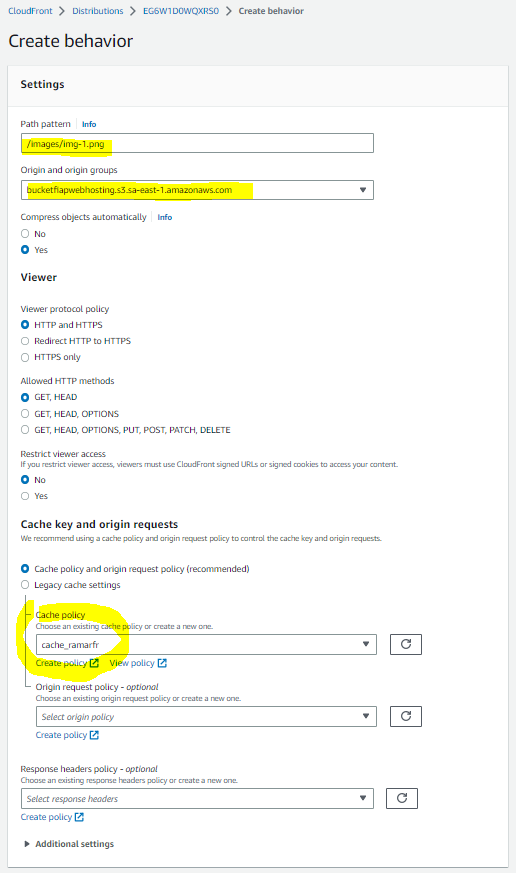 CloudFront > Distributions > EG6W1D0WQXRS0 > Create behavior
Create behavior
Settings
Path pattern | Info
/images/img-1.png
Origin and origin groups
bucketfiapwebhosting.s3.sa-east-1.amazonaws.com
Compress objects automatically | Info
No
Yes
Viewer
Viewer protocol policy
HTTP and HTTPS
Redirect HTTP to HTTPS
HTTPS only
Allowed HTTP methods
GET, HEAD
GET, HEAD, OPTIONS
GET, HEAD, OPTIONS, PUT, POST, PATCH, DELETE
Restrict viewer access
If you restrict viewer access, viewers must use CloudFront signed URLs or signed cookies to access your content.
No
Yes
Cache key and origin requests
We recommend using a cache policy and origin request policy to control the cache key and origin requests.
Cache policy and origin request policy (recommended)
Legacy cache settings
Cache policy
Choose an existing cache policy or create a new one.
cache_ramarfr
Create policy View policy
Origin request policy - optional
Choose an existing origin request policy or create a new one.
Select origin policy
Create policy
Response headers policy - optional
Choose an existing response headers policy or create a new one.
Select response headers
Create policy
Additional settings